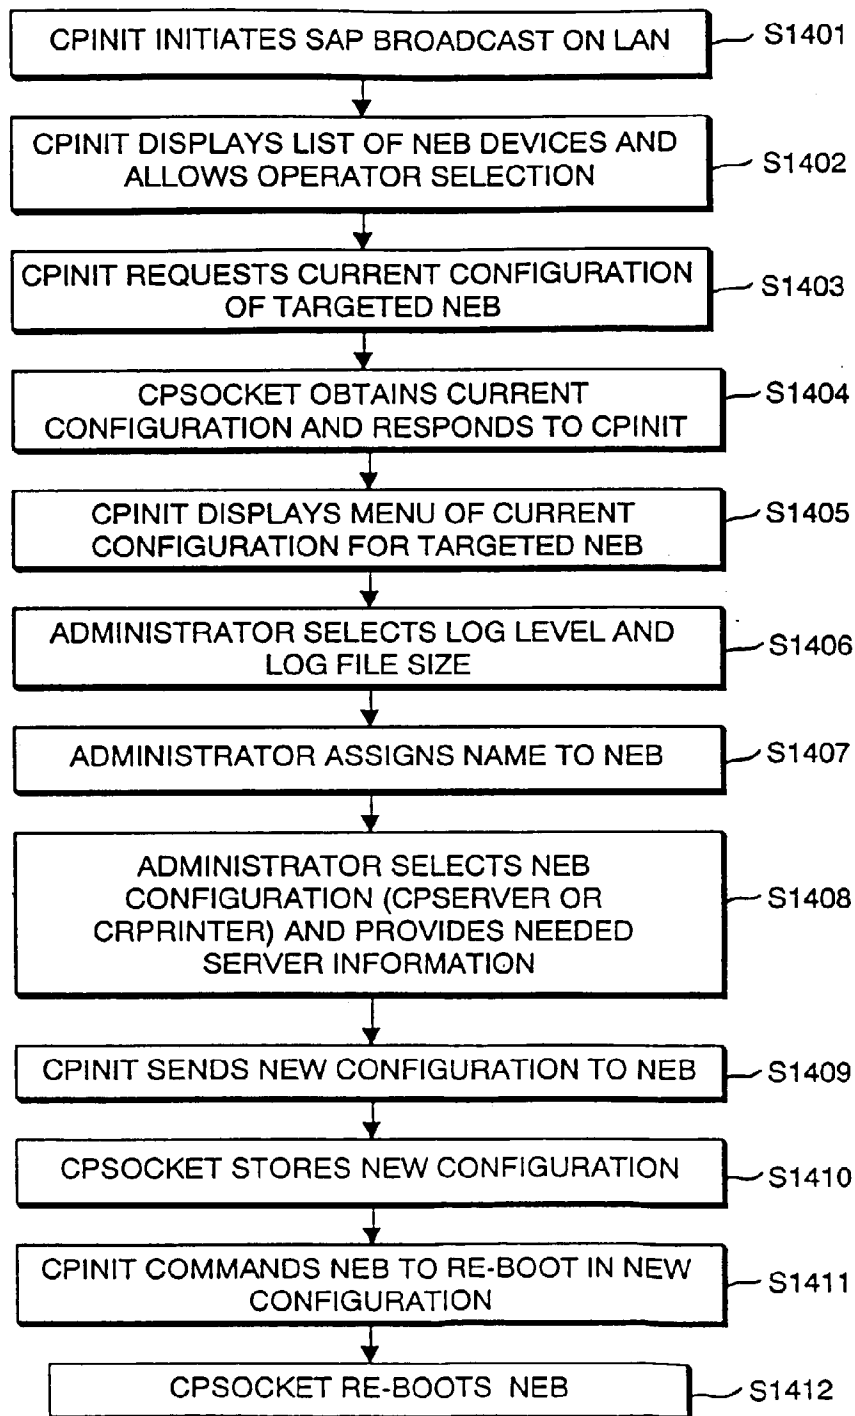 CPINIT INITIATES SAP BROADCAST ON LAN
S1401
CPINIT DISPLAYS LIST OF NEB DEVICES AND
ALLOWS OPERATOR SELECTION
S1402
CPINIT REQUESTS CURRENT CONFIGURATION
OF TARGETED NEB
S1403
CPSOCKET OBTAINS CURRENT
CONFIGURATION AND RESPONDS TO CPINIT
S1404
CPINIT DISPLAYS MENU OF CURRENT
CONFIGURATION FOR TARGETED NEB
S1405
ADMINISTRATOR SELECTS LOG LEVEL AND
LOG FILE SIZE
S1406
ADMINISTRATOR ASSIGNS NAME TO NEB
S1407
ADMINISTRATOR SELECTS NEB
CONFIGURATION (CPSERVER OR
CRPRINTER) AND PROVIDES NEEDED
SERVER INFORMATION
S1408
CPINIT SENDS NEW CONFIGURATION TO NEB
S1409
CPSOCKET STORES NEW CONFIGURATION
S1410
CPINIT COMMANDS NEB TO RE-BOOT IN NEW
CONFIGURATION
S1411
CPSOCKET RE-BOOTS NEB
S1412